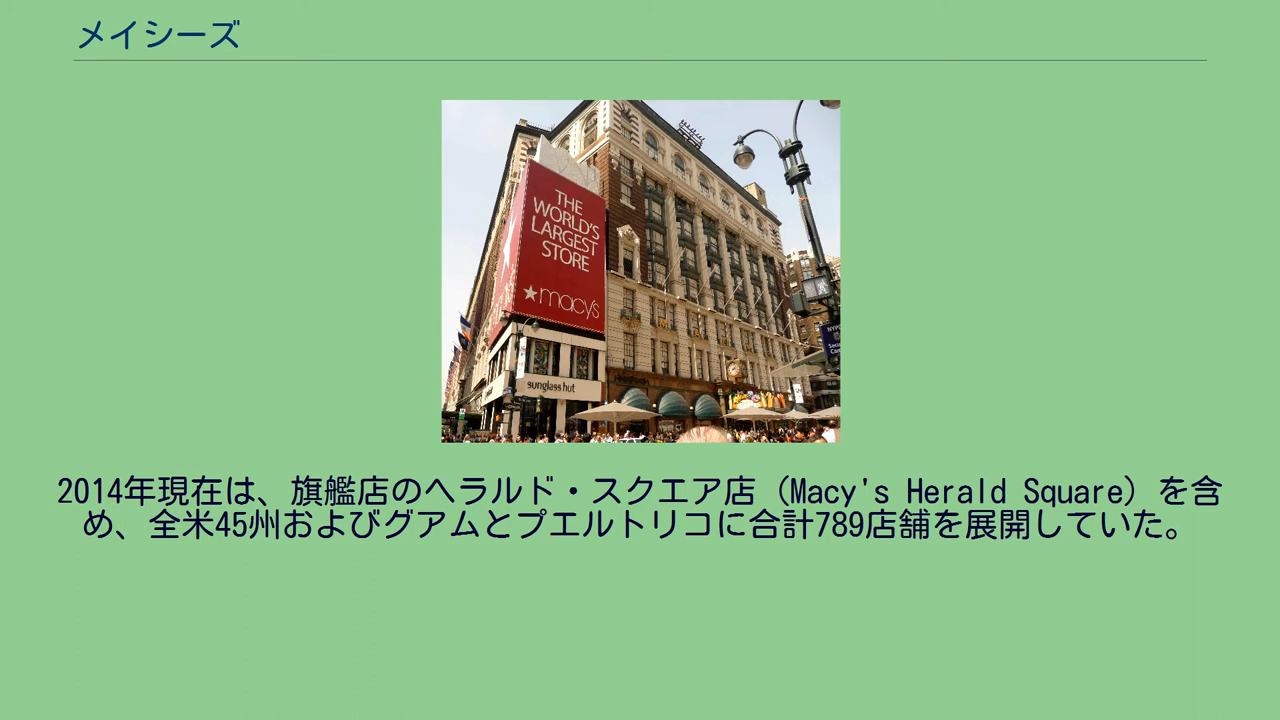 メイシーズ
THE
WORLD'S
LARGEST
STORE
macy's
sunglass hut
NYPD
2014年現在は、旗艦店のヘラルド・スクエア店（Macy's Herald Square）を含
め、全米45州およびグアムとプエルトリコに合計789店舗を展開していた。